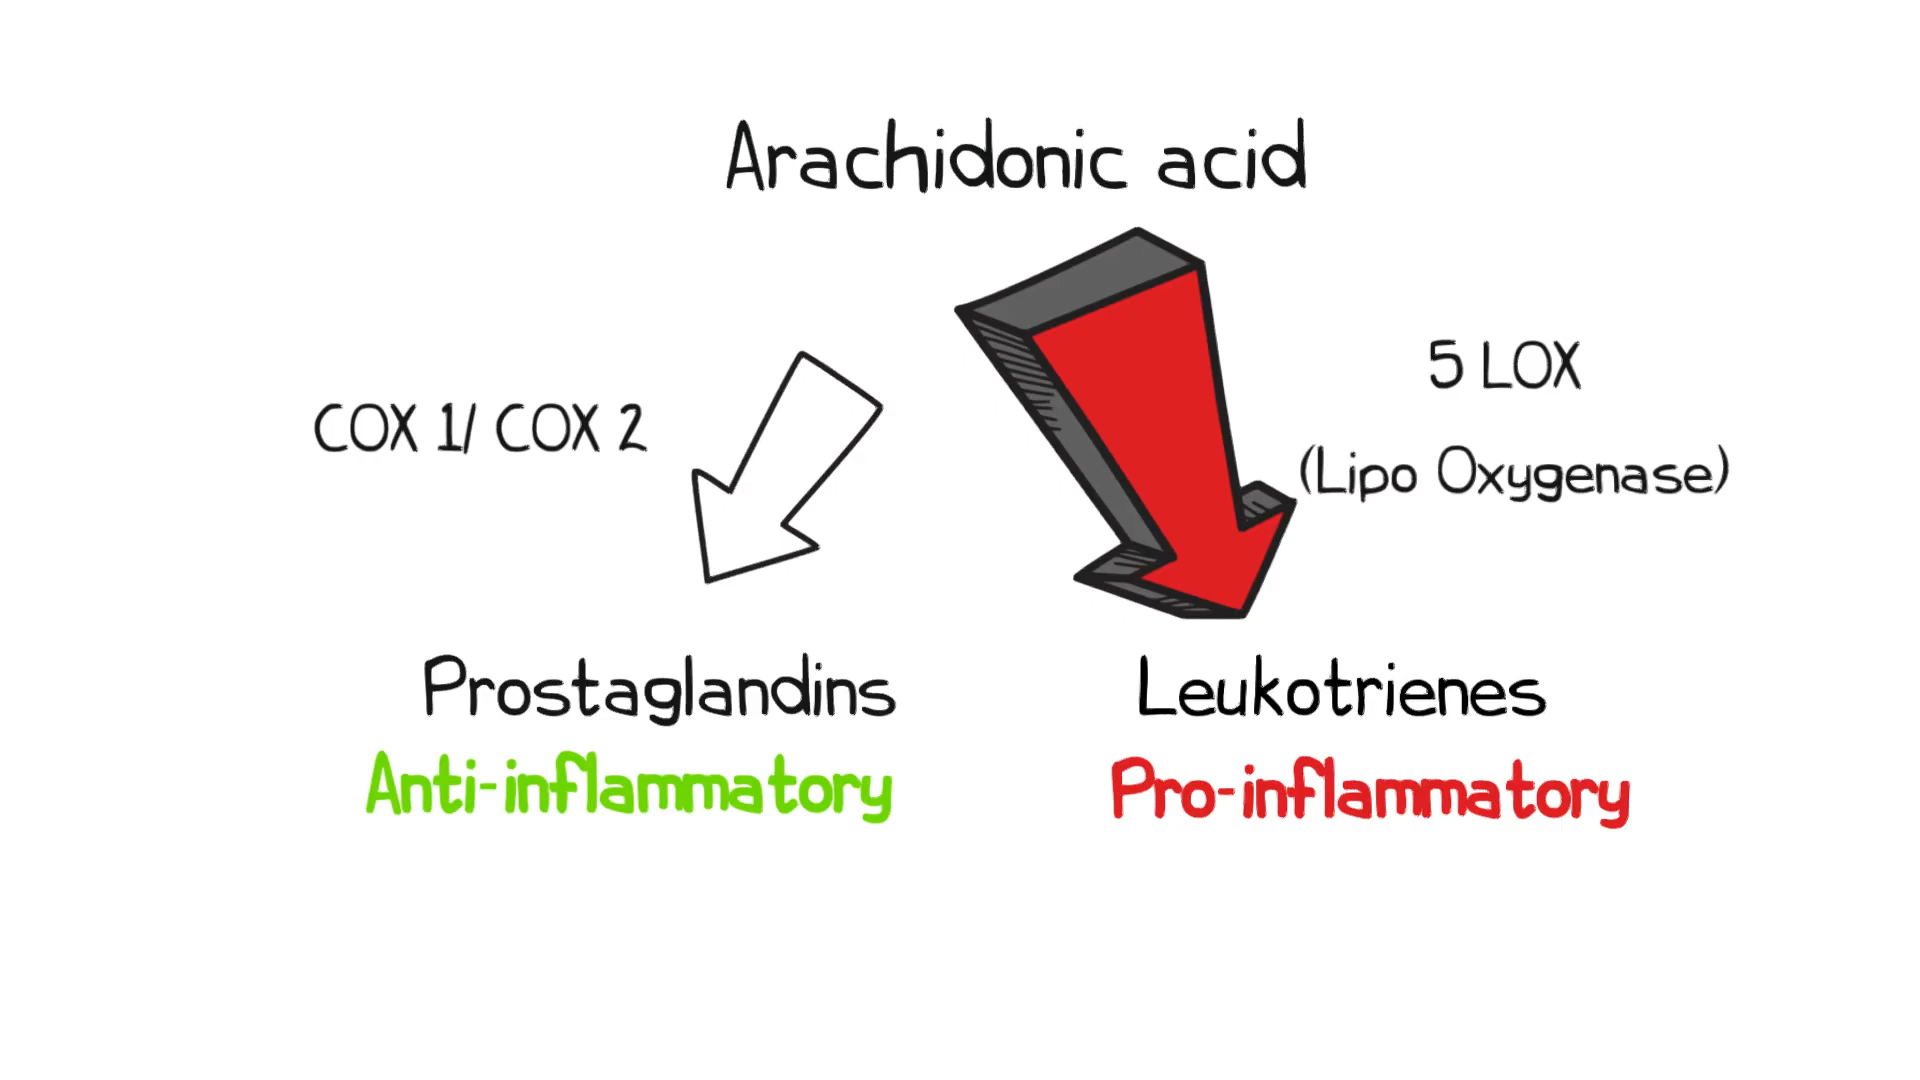 Arachidonic acid
COX 1/ COX 2
5 LOX
(Lipo Oxygenase)
Prostaglandins
Anti-inflammatory
Leukotrienes
Pro-inflammatory